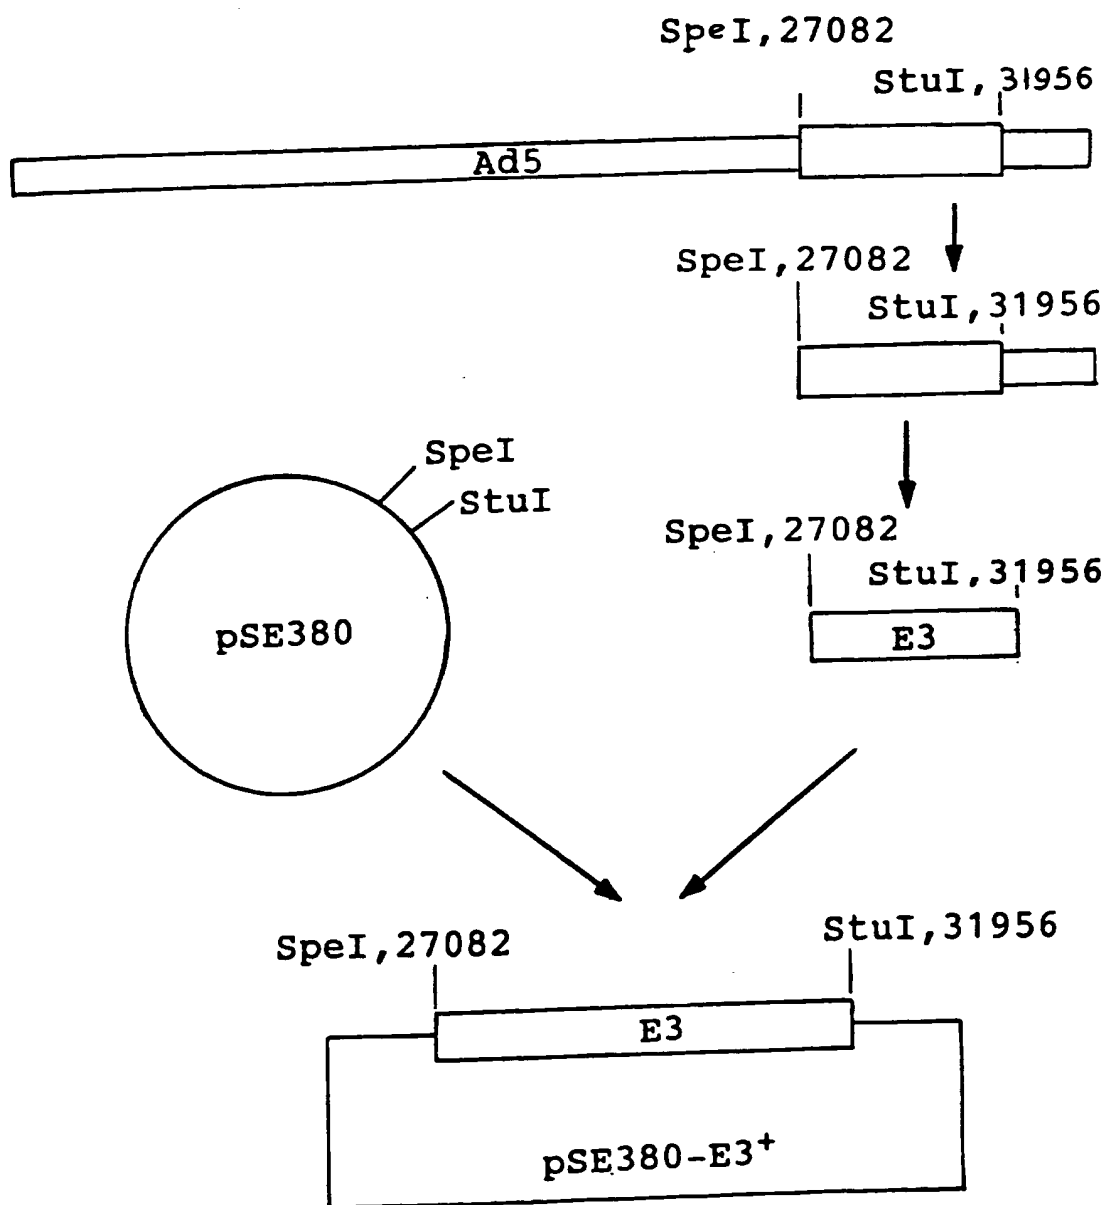 SpeI,27082
StuI, 31956
Ad5
SpeI,27082
StuI,31956
SpeI
StuI
pSE380
SpeI,27082
StuI,31956
E3
SpeI,27082
StuI,31956
E3
pSE380-E3⁺